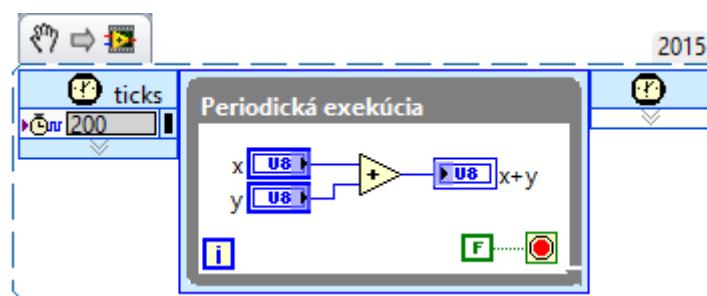 2015
ticks
200
Periodická exekúcia
x U8
+
U8 x+y
y U8
i
F